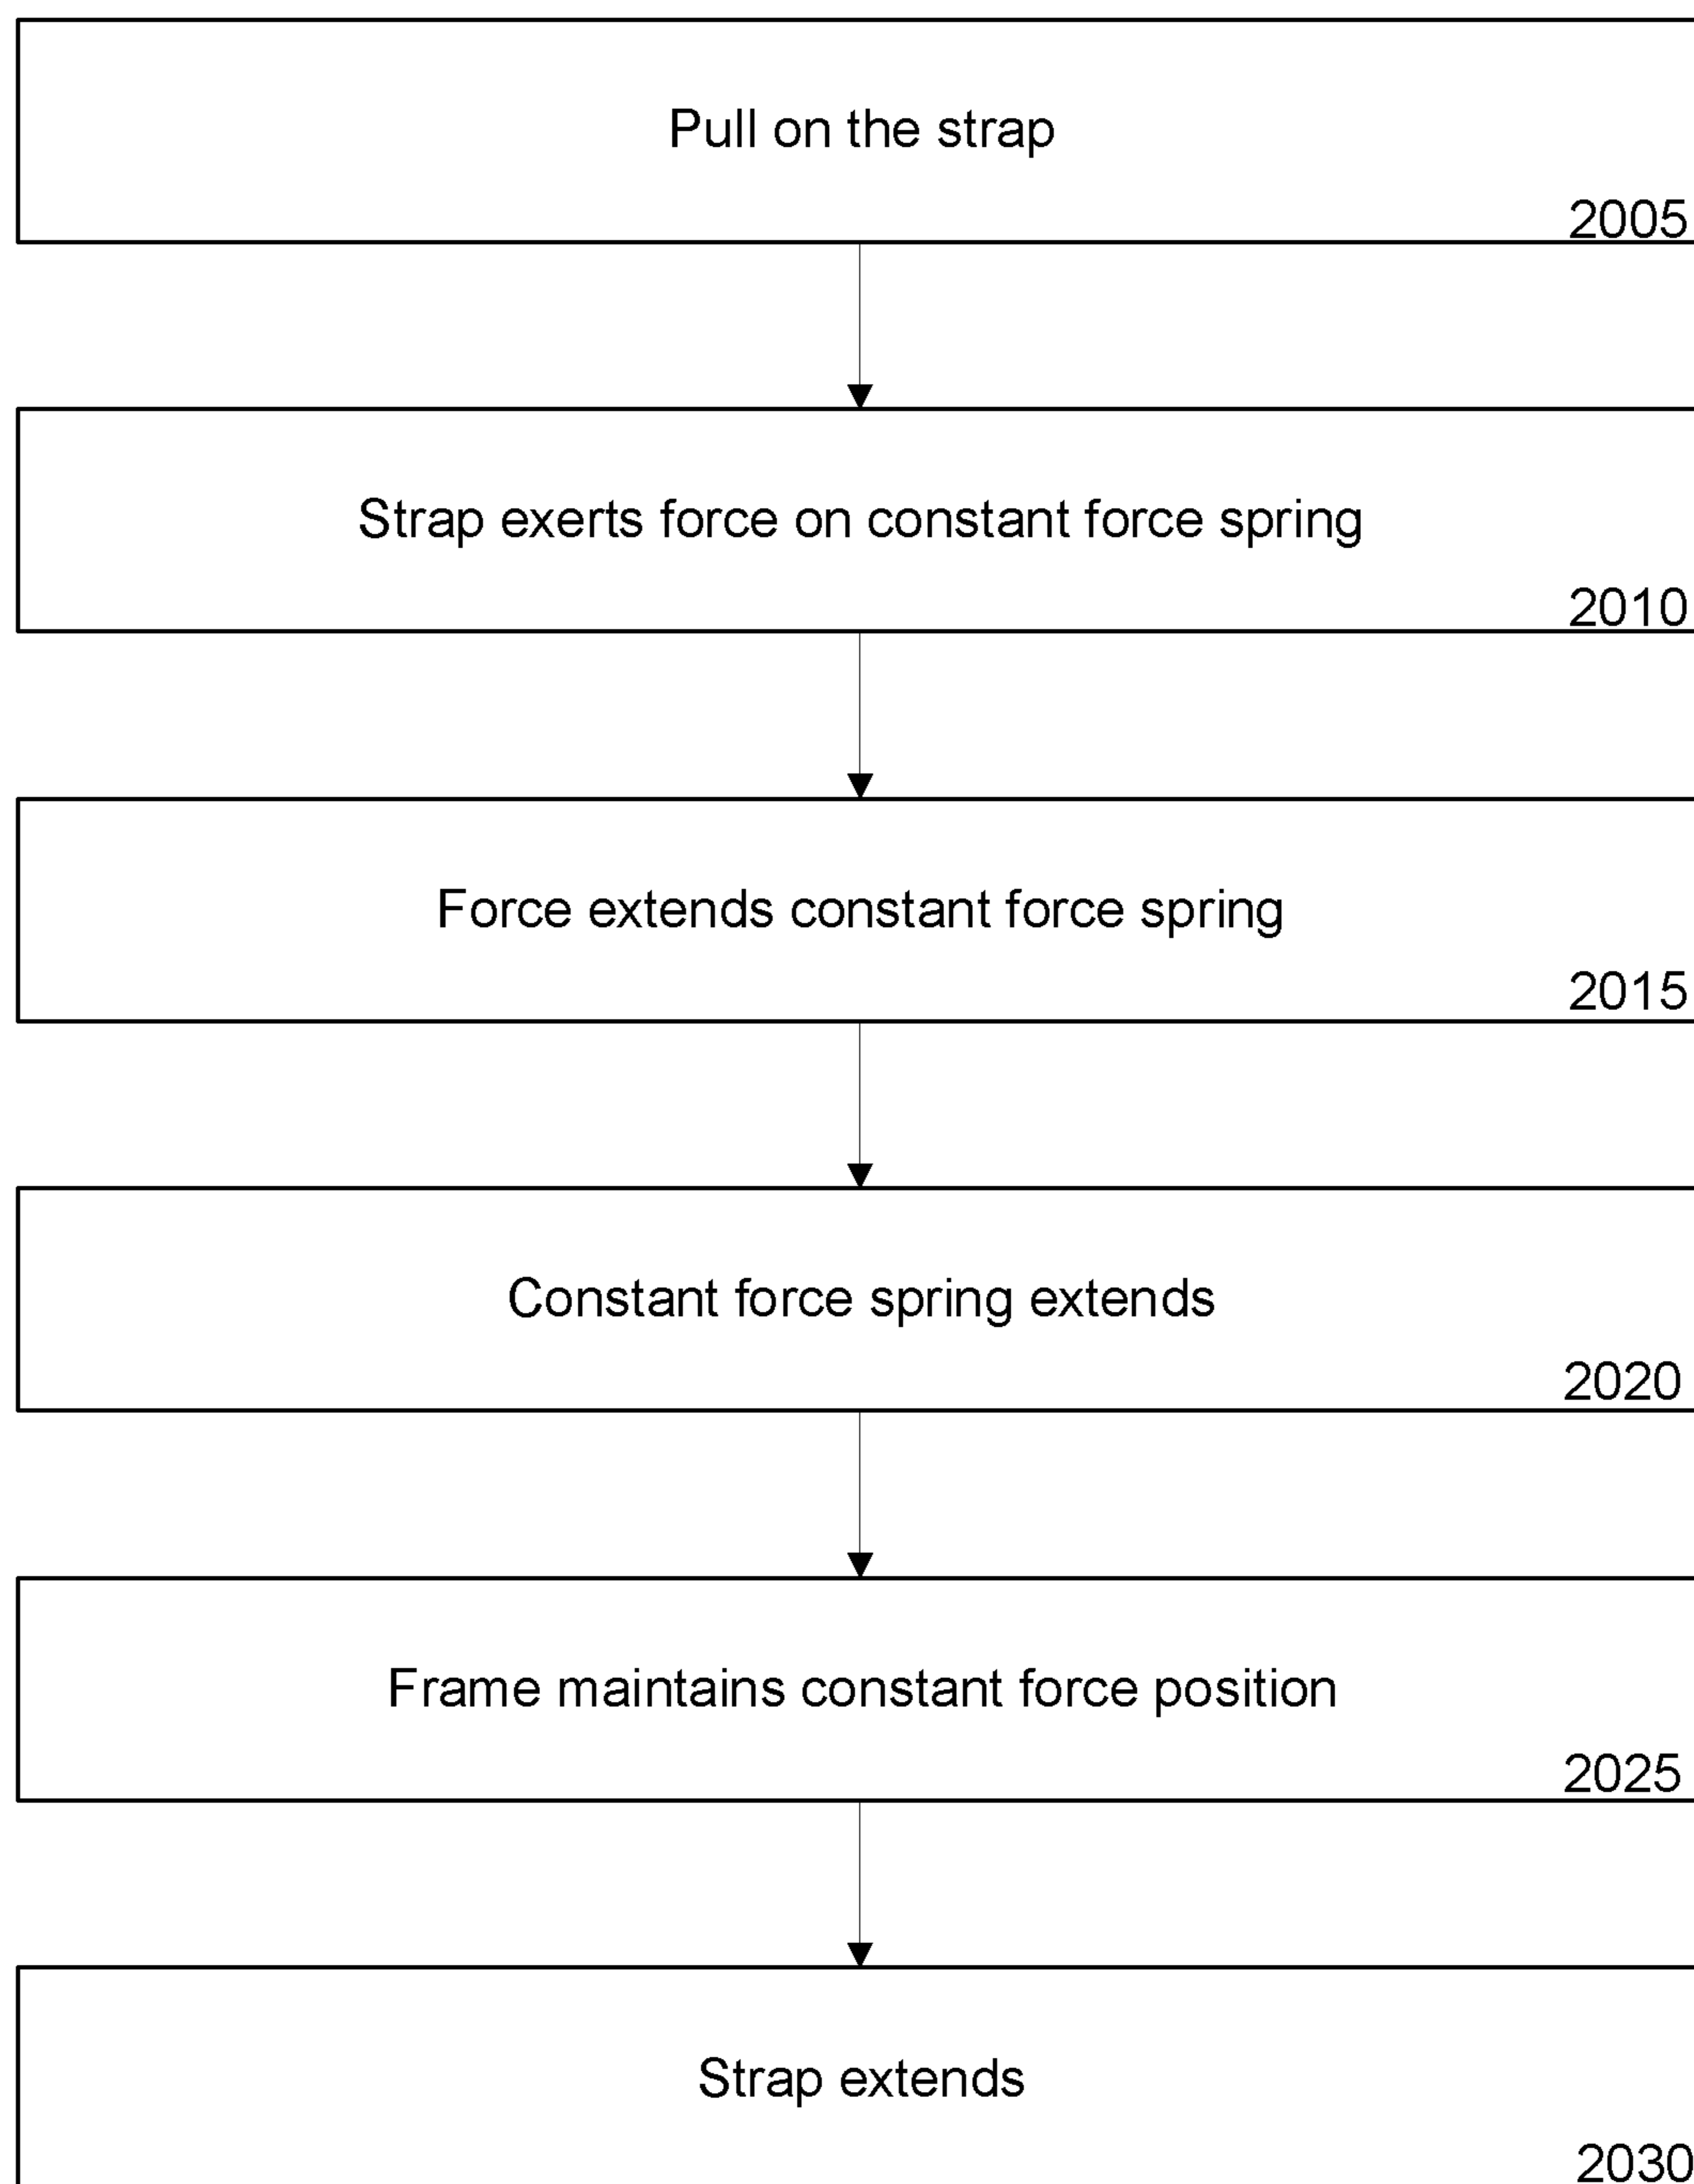 Pull on the strap
2005
Strap exerts force on constant force spring
2010
Force extends constant force spring
2015
Constant force spring extends
2020
Frame maintains constant force position
2025
Strap extends
2030